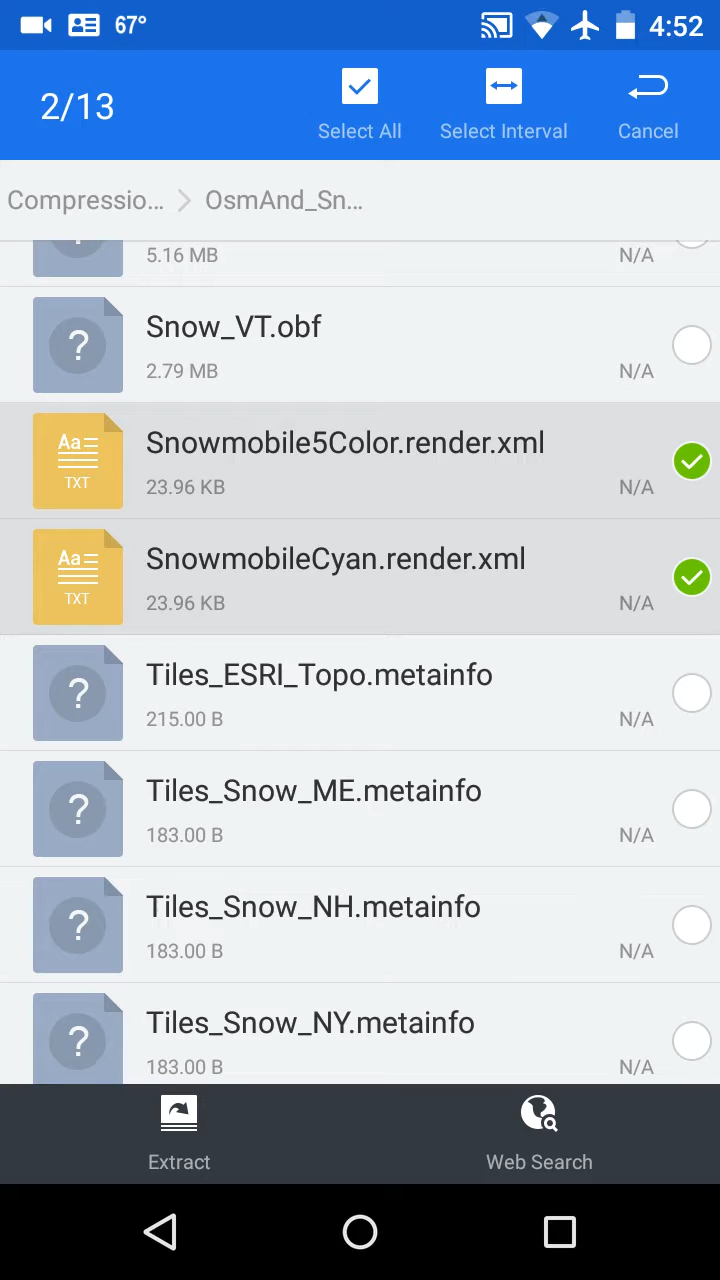 67°
4:52
2/13
Select All
Select Interval
Cancel
Compressio...
OsmAnd_Sn...
5.16 MB
N/A
Snow_VT.obf
2.79 MB
N/A
Aa
TXT
Snowmobile5Color.render.xml
23.96 KB
N/A
Aa
TXT
SnowmobileCyan.render.xml
23.96 KB
N/A
?
Tiles_ESRI_Topo.metainfo
215.00 B
N/A
?
Tiles_Snow_ME.metainfo
183.00 B
N/A
?
Tiles_Snow_NH.metainfo
183.00 B
N/A
?
Tiles_Snow_NY.metainfo
183.00 B
N/A
Extract
Web Search